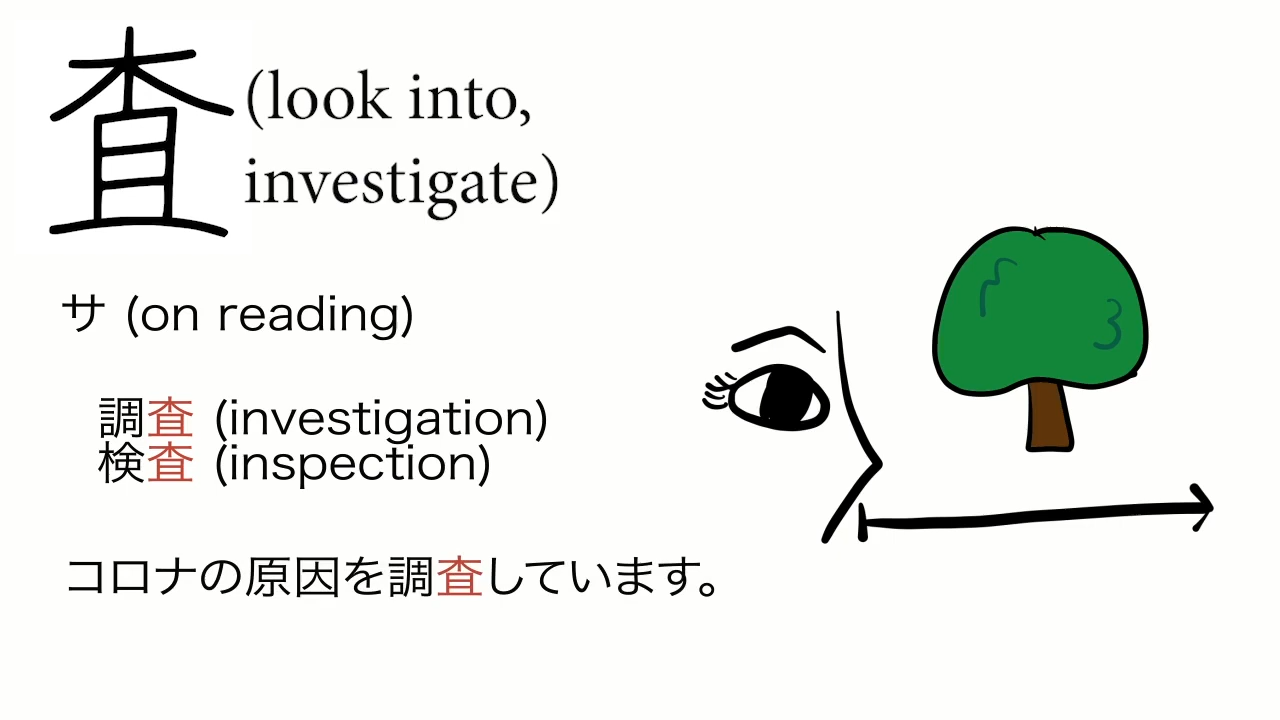 査 (look into,
investigate)
サ (on reading)
調査 (investigation)
検査 (inspection)
コロナの原因を調査しています。